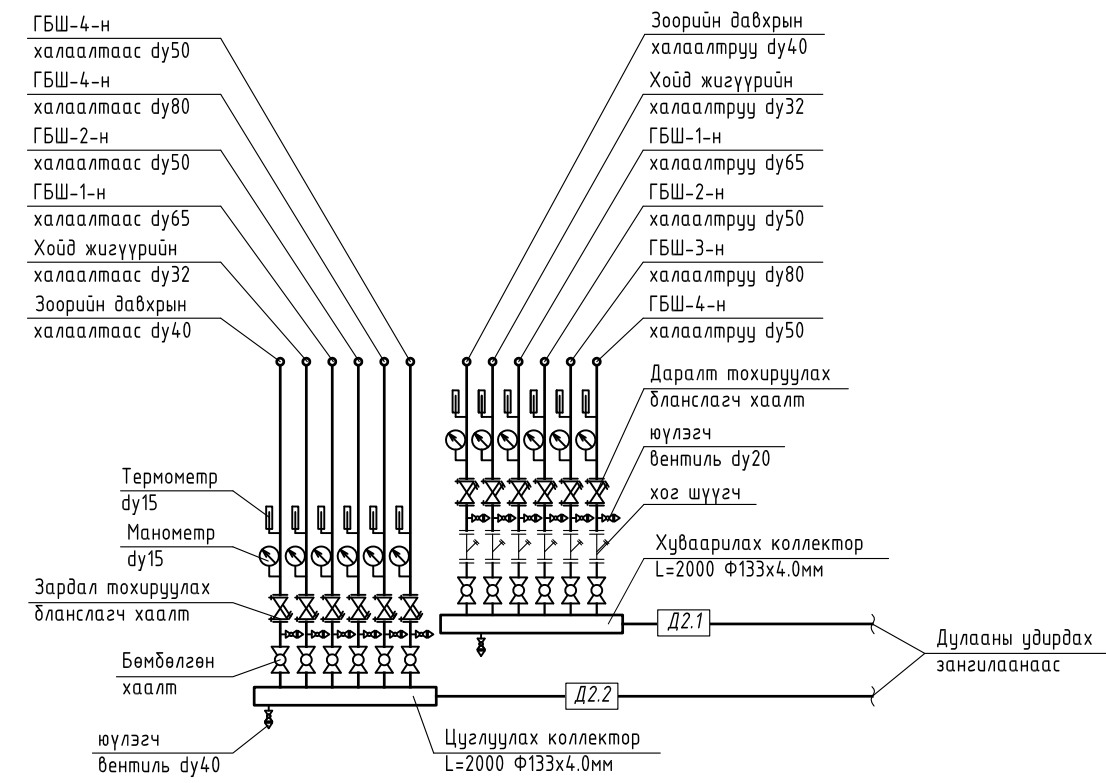 ГБШ-4-н
халаалтаас dy50
ГБШ-4-н
халаалтаас dy80
ГБШ-2-н
халаалтаас dy50
ГБШ-1-н
халаалтаас dy65
Хойд жигүүрийн
халаалтаас dy32
Зоорийн давхрын
халаалтаас dy40
Зоорийн давхрын
халаалтруу dy40
Хойд жигүүрийн
халаалтруу dy32
ГБШ-1-н
халаалтруу dy65
ГБШ-2-н
халаалтруу dy50
ГБШ-3-н
халаалтруу dy80
ГБШ-4-н
халаалтруу dy50
Даралт тохируулах
бланслагч хаалт
юүлэгч
вентиль dy20
хог шүүгч
Хуваарилах коллектор
L=2000 Ф133х4.0мм
Термометр
dy15
Манометр
dy15
Зардал тохируулах
бланслагч хаалт
Бөмбөлгөн
хаалт
юүлэгч
вентиль dy40
Д2.1
Д2.2
Дулааны удирдах
зангилаанаас
Цуглуулах коллектор
L=2000 Ф133х4.0мм